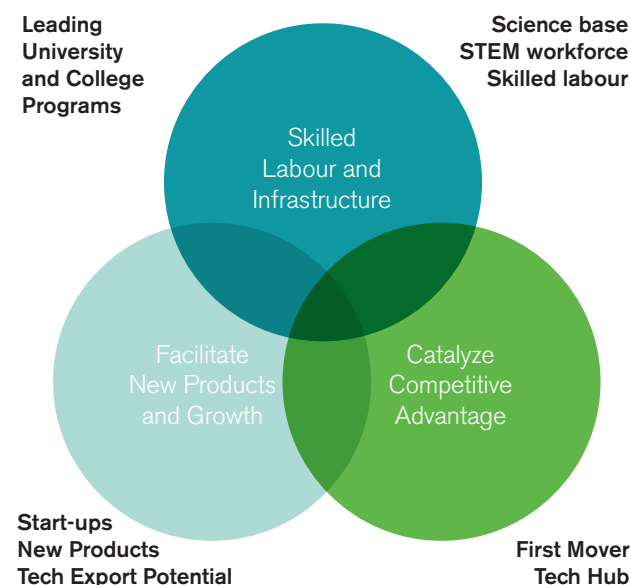 Leading
University
and College
Programs
Science base
STEM workforce
Skilled labour
Skilled
Labour and
Infrastructure
Facilitate
New Products
and Growth
Catalyze
Competitive
Advantage
Start-ups
New Products
Tech Export Potential
First Mover
Tech Hub